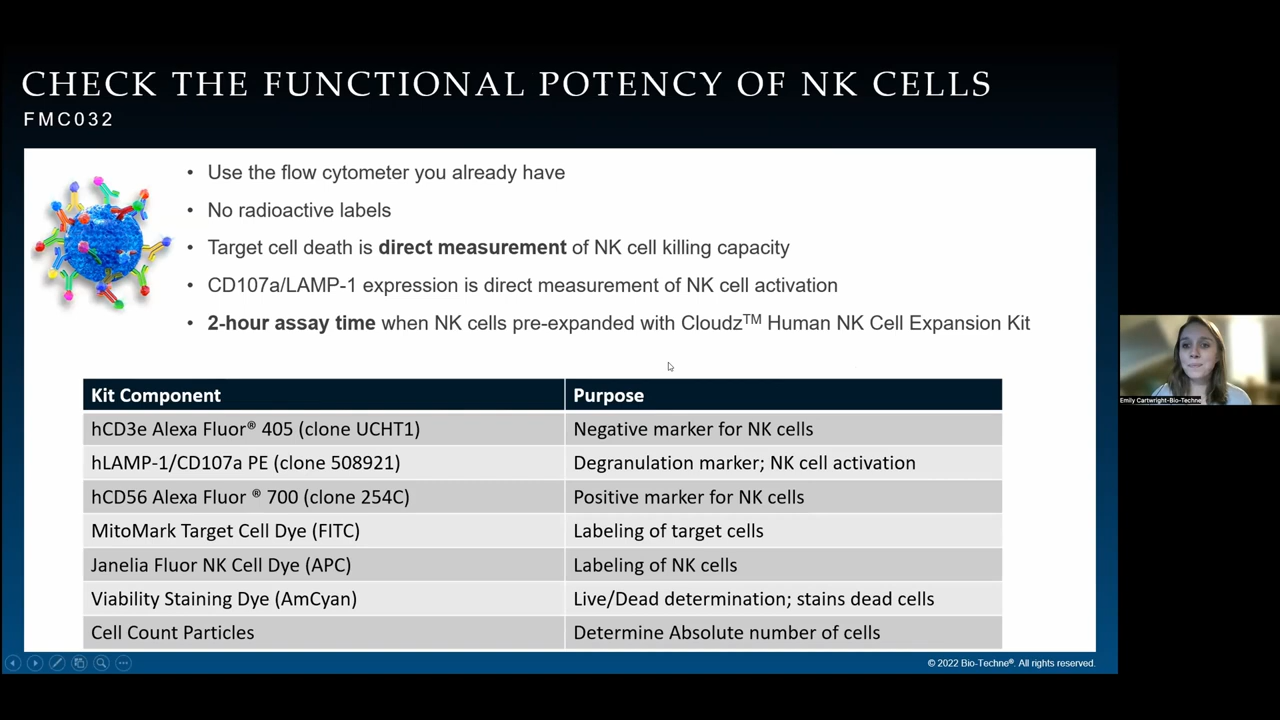 CHECK THE FUNCTIONAL POTENCY OF NK CELLS
FMC032
• Use the flow cytometer you already have
• No radioactive labels
• Target cell death is direct measurement of NK cell killing capacity
• CD107a/LAMP-1 expression is direct measurement of NK cell activation
• 2-hour assay time when NK cells pre-expanded with Cloudz™ Human NK Cell Expansion Kit
Kit Component Purpose
hCD3e Alexa Fluor® 405 (clone UCHT1) Negative marker for NK cells
hLAMP-1/CD107a PE (clone 508921) Degranulation marker; NK cell activation
hCD56 Alexa Fluor ® 700 (clone 254C) Positive marker for NK cells
MitoMark Target Cell Dye (FITC) Labeling of target cells
Janelia Fluor NK Cell Dye (APC) Labeling of NK cells
Viability Staining Dye (AmCyan) Live/Dead determination; stains dead cells
Cell Count Particles Determine Absolute number of cells
© 2022 Bio-Techne®. All rights reserved.
Emily Cartwright-Bio-Techne